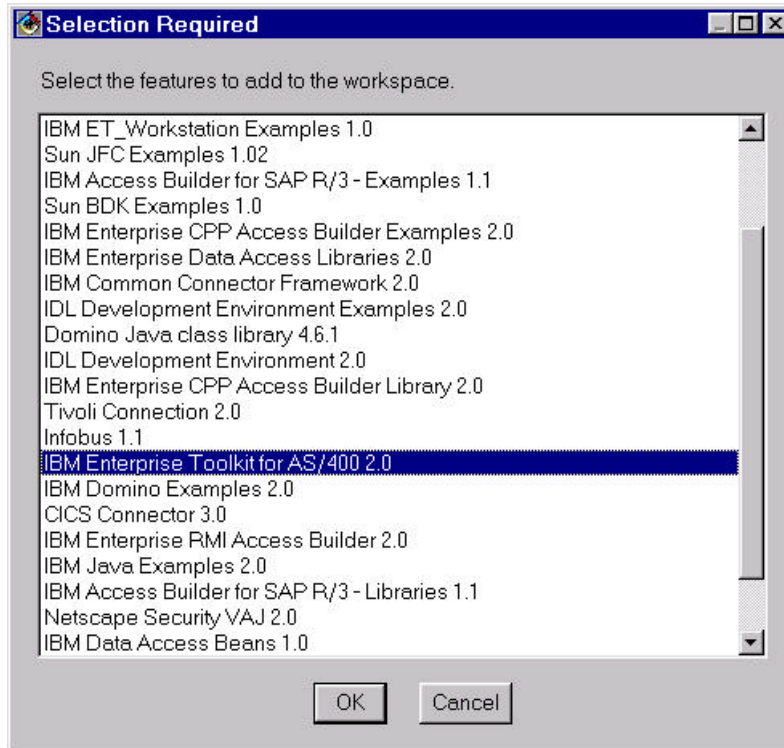 Selection Required
Select the features to add to the workspace.
IBM ET_Workstation Examples 1.0
Sun JFC Examples 1.02
IBM Access Builder for SAP R/3 - Examples 1.1
Sun BDK Examples 1.0
IBM Enterprise CPP Access Builder Examples 2.0
IBM Enterprise Data Access Libraries 2.0
IBM Common Connector Framework 2.0
IDL Development Environment Examples 2.0
Domino Java class library 4.6.1
IDL Development Environment 2.0
IBM Enterprise CPP Access Builder Library 2.0
Tivoli Connection 2.0
Infobus 1.1
IBM Enterprise Toolkit for AS/400 2.0
IBM Domino Examples 2.0
CICS Connector 3.0
IBM Enterprise RMI Access Builder 2.0
IBM Java Examples 2.0
IBM Access Builder for SAP R/3 - Libraries 1.1
Netscape Security VAJ 2.0
IBM Data Access Beans 1.0
OK Cancel